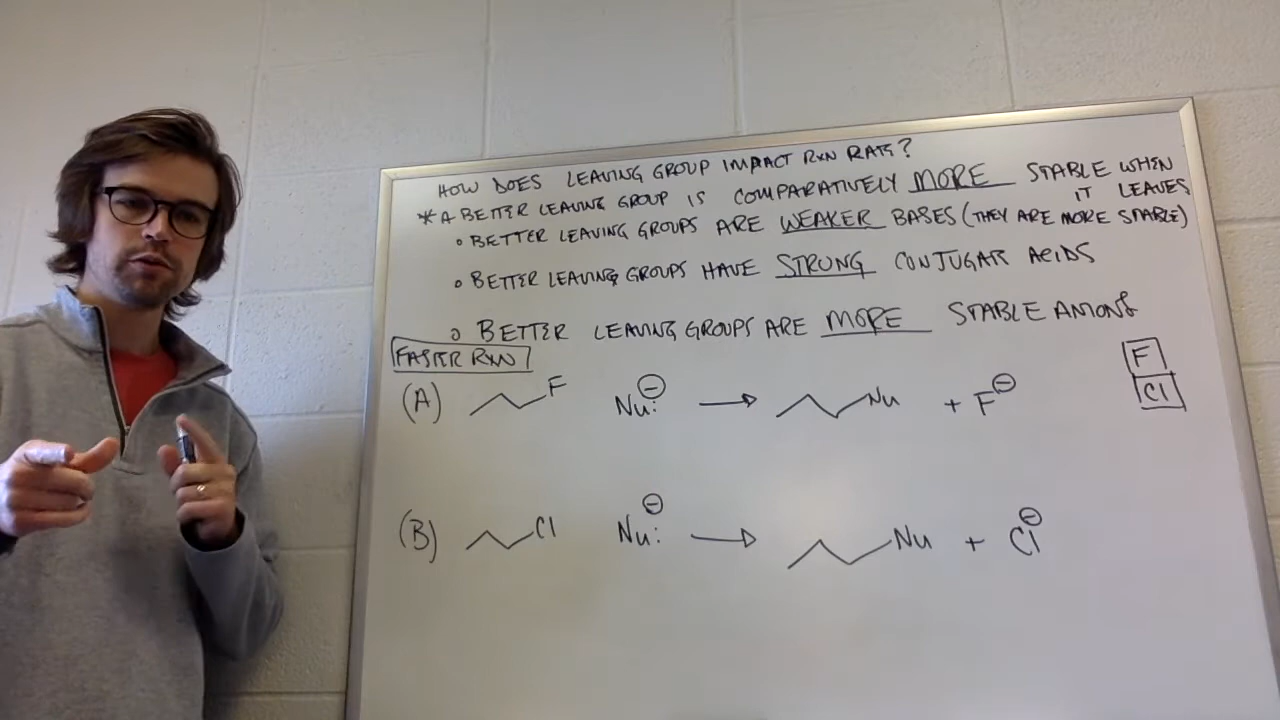 HOW DOES LEAVING GROUP IMPACT RXN RATE?
* A BETTER LEAVING GROUP IS COMPARATIVELY MORE STABLE WHEN
IT LEAVES
• BETTER LEAVING GROUPS ARE WEAKER BASES (THEY ARE MORE STABLE)
• BETTER LEAVING GROUPS HAVE STRONG CONJUGATE ACIDS
• BETTER LEAVING GROUPS ARE MORE STABLE ANIONS
FASTER RXN
F
Cl
(A) F Nu:⊖ → Nu + F⊖
(B) Cl Nu:⊖ → Nu + Cl⊖